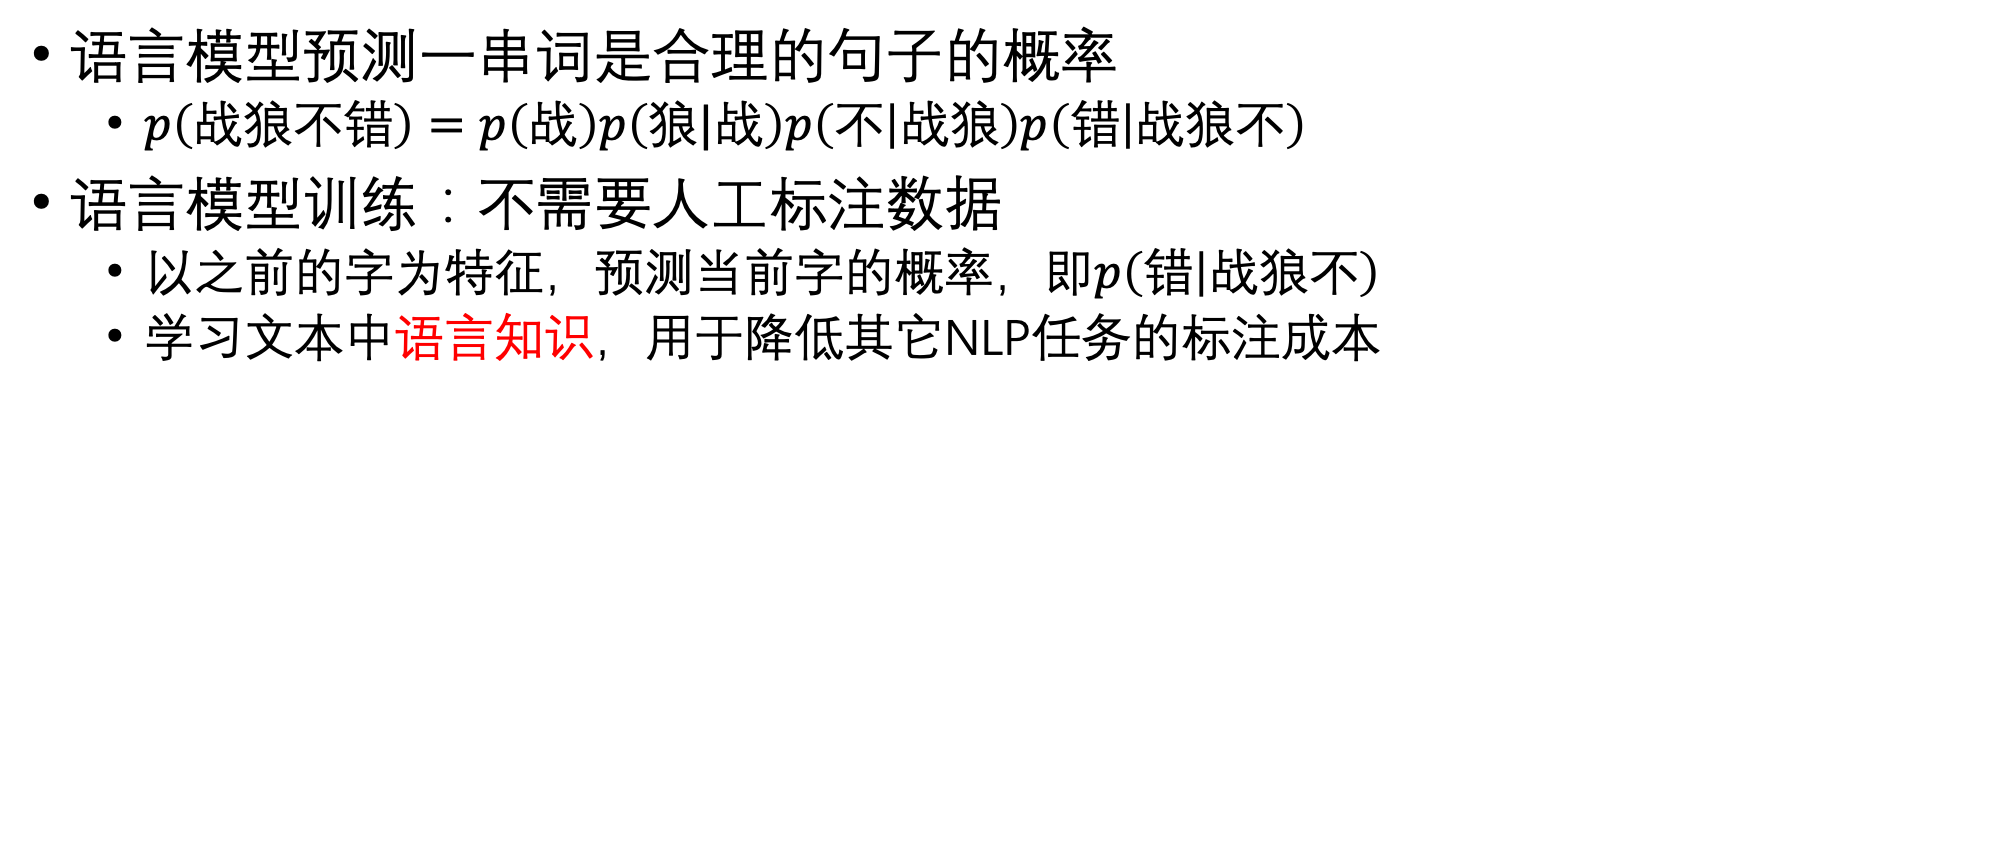 • 语言模型预测一串词是合理的句子的概率
• p(战狼不错) = p(战)p(狼|战)p(不|战狼)p(错|战狼不)
• 语言模型训练：不需要人工标注数据
• 以之前的字为特征，预测当前字的概率，即p(错|战狼不)
• 学习文本中语言知识，用于降低其它NLP任务的标注成本